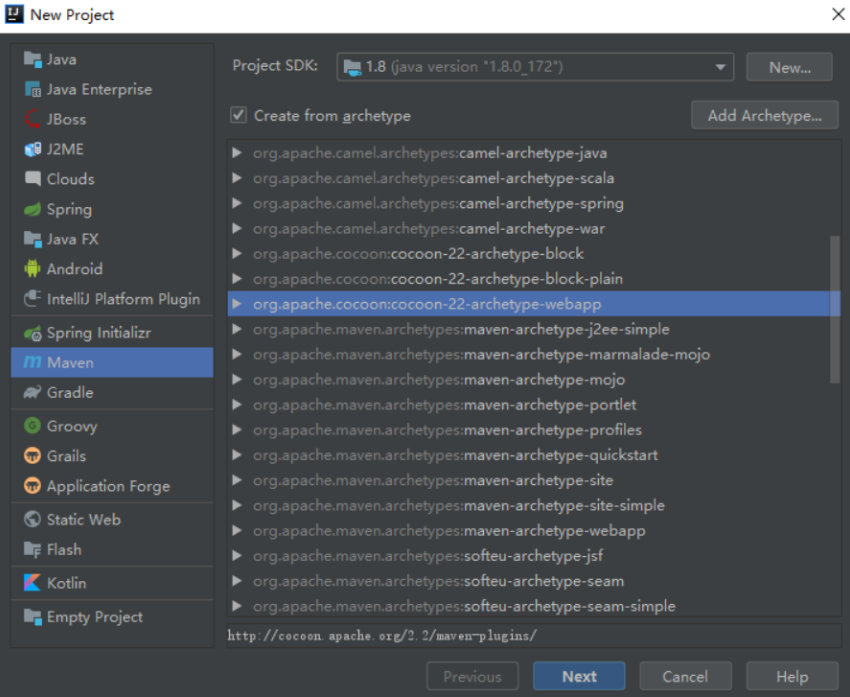 New Project
Java
Java Enterprise
JBoss
J2ME
Clouds
Spring
Java FX
Android
IntelliJ Platform Plugin
Spring Initializr
Maven
Gradle
Groovy
Grails
Application Forge
Static Web
Flash
Kotlin
Empty Project
Project SDK: 1.8 (java version "1.8.0_172") New...
Create from archetype Add Archetype...
org.apache.camel.archetypes:camel-archetype-java
org.apache.camel.archetypes:camel-archetype-scala
org.apache.camel.archetypes:camel-archetype-spring
org.apache.camel.archetypes:camel-archetype-war
org.apache.cocoon:cocoon-22-archetype-block
org.apache.cocoon:cocoon-22-archetype-block-plain
org.apache.cocoon:cocoon-22-archetype-webapp
org.apache.maven.archetypes:maven-archetype-j2ee-simple
org.apache.maven.archetypes:maven-archetype-marmalade-mojo
org.apache.maven.archetypes:maven-archetype-mojo
org.apache.maven.archetypes:maven-archetype-portlet
org.apache.maven.archetypes:maven-archetype-profiles
org.apache.maven.archetypes:maven-archetype-quickstart
org.apache.maven.archetypes:maven-archetype-site
org.apache.maven.archetypes:maven-archetype-site-simple
org.apache.maven.archetypes:maven-archetype-webapp
org.apache.maven.archetypes:softeu-archetype-jsf
org.apache.maven.archetypes:softeu-archetype-seam
org.apache.maven.archetypes:softeu-archetype-seam-simple
http://cocoon.apache.org/2.2/maven-plugins/
Previous Next Cancel Help